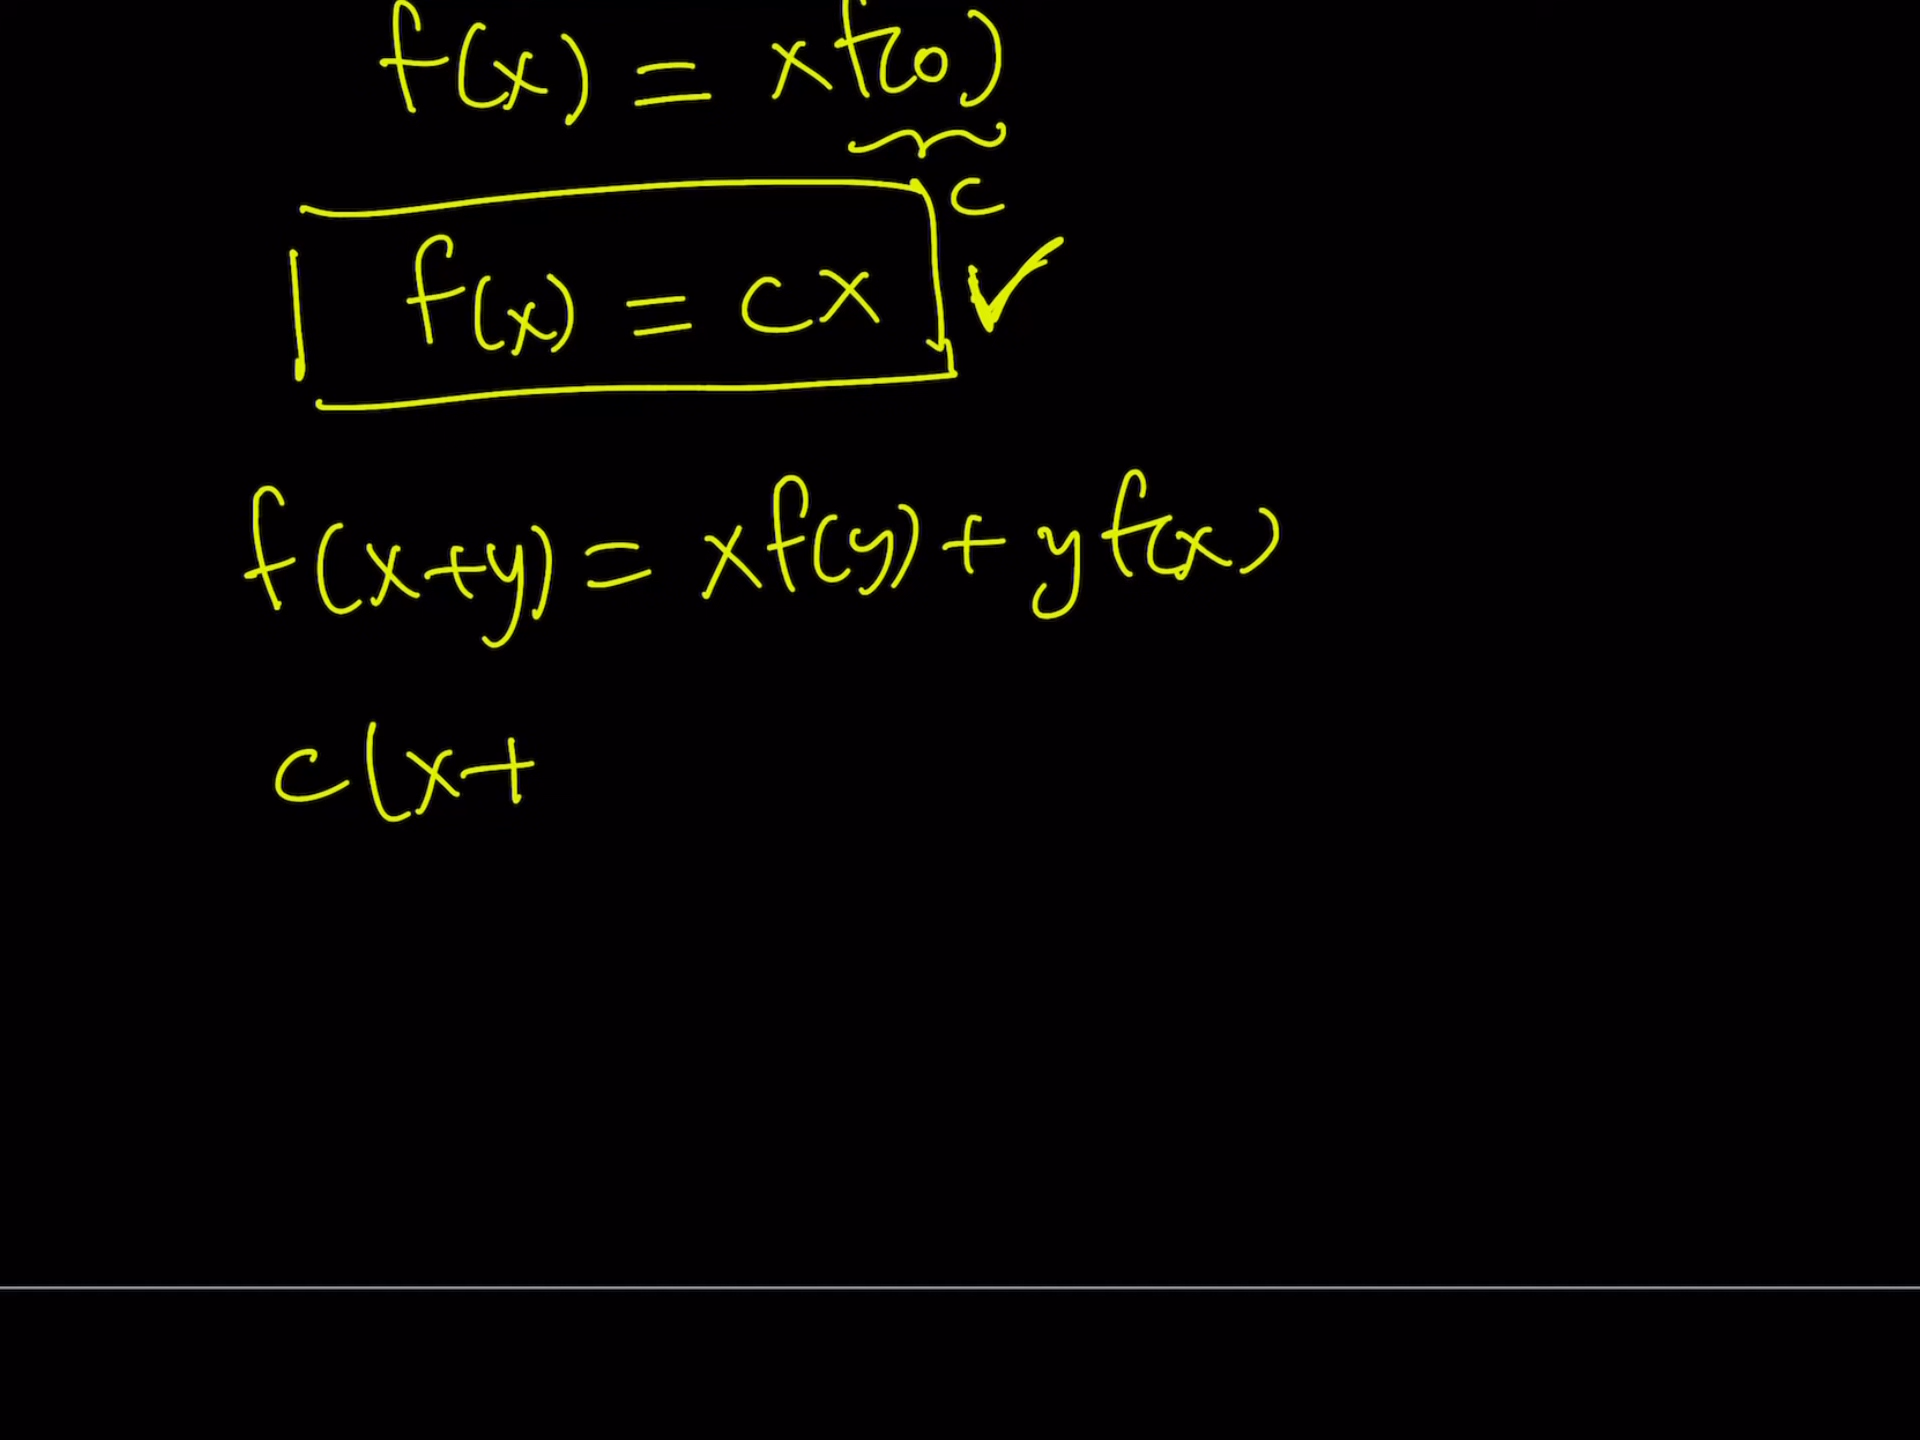 f(x) = xf(0)
c
f(x) = cx ✓
f(x+y) = xf(y) + yf(x)
c(x+